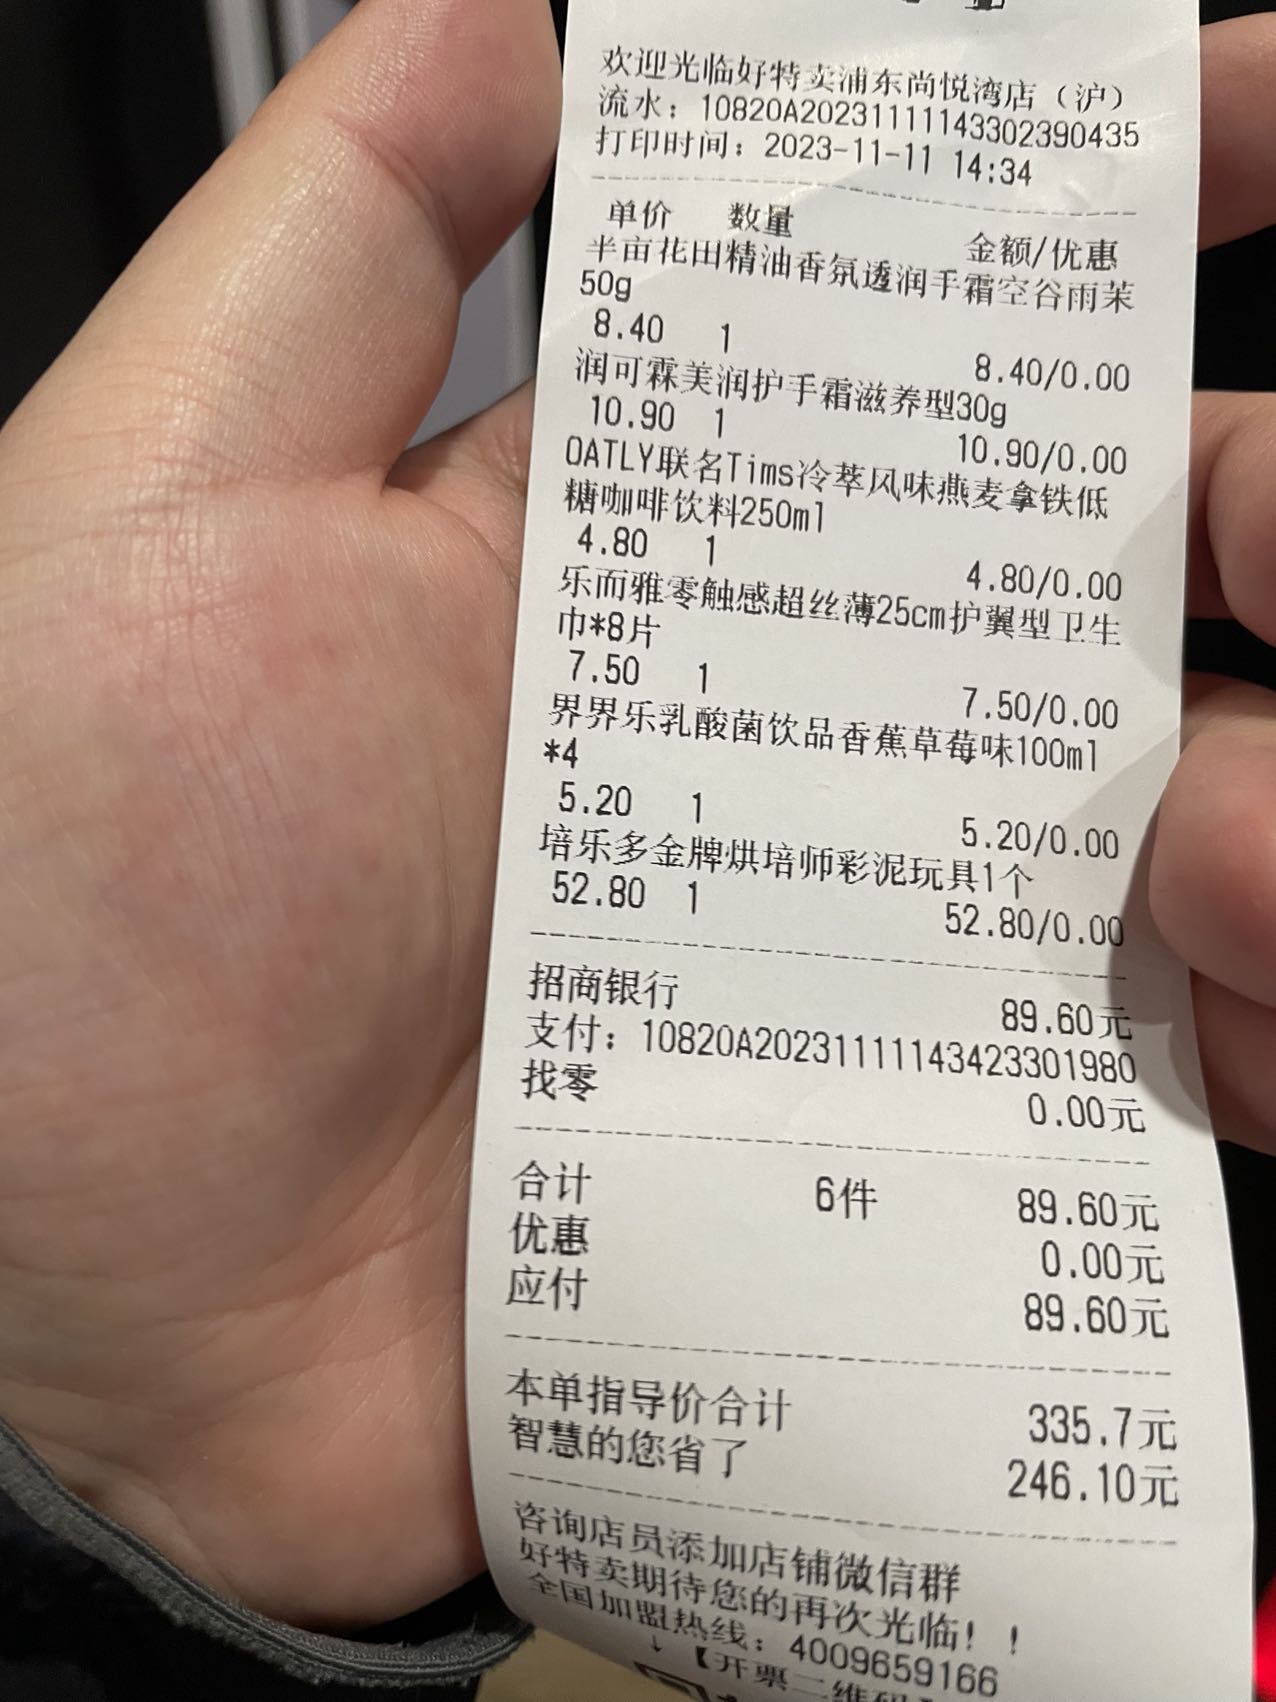 欢迎光临好特卖浦东尚悦湾店（沪）
流水：10820A2023111114330239​0435
打印时间：2023-11-11 14:34
单价 数量 金额/优惠
半亩花田精油香氛透润手霜空谷雨茉
50g
8.40 1 8.40/0.00
润可霖美润护手霜滋养型30g
10.90 1 10.90/0.00
OATLY联名Tims冷萃风味燕麦拿铁低
糖咖啡饮料250ml
4.80 1 4.80/0.00
乐而雅零触感超丝薄25cm护翼型卫生
巾*8片
7.50 1 7.50/0.00
界界乐乳酸菌饮品香蕉草莓味100ml
*4
5.20 1 5.20/0.00
培乐多金牌烘培师彩泥玩具1个
52.80 1 52.80/0.00
招商银行 89.60元
支付：10820A202311111434233​01980
找零 0.00元
合计 6件 89.60元
优惠 0.00元
应付 89.60元
本单指导价合计 335.7元
智慧的您省了 246.10元
咨询店员添加店铺微信群
好特卖期待您的再次光临！！
全国加盟热线：4009659166
↓【开票二维码】